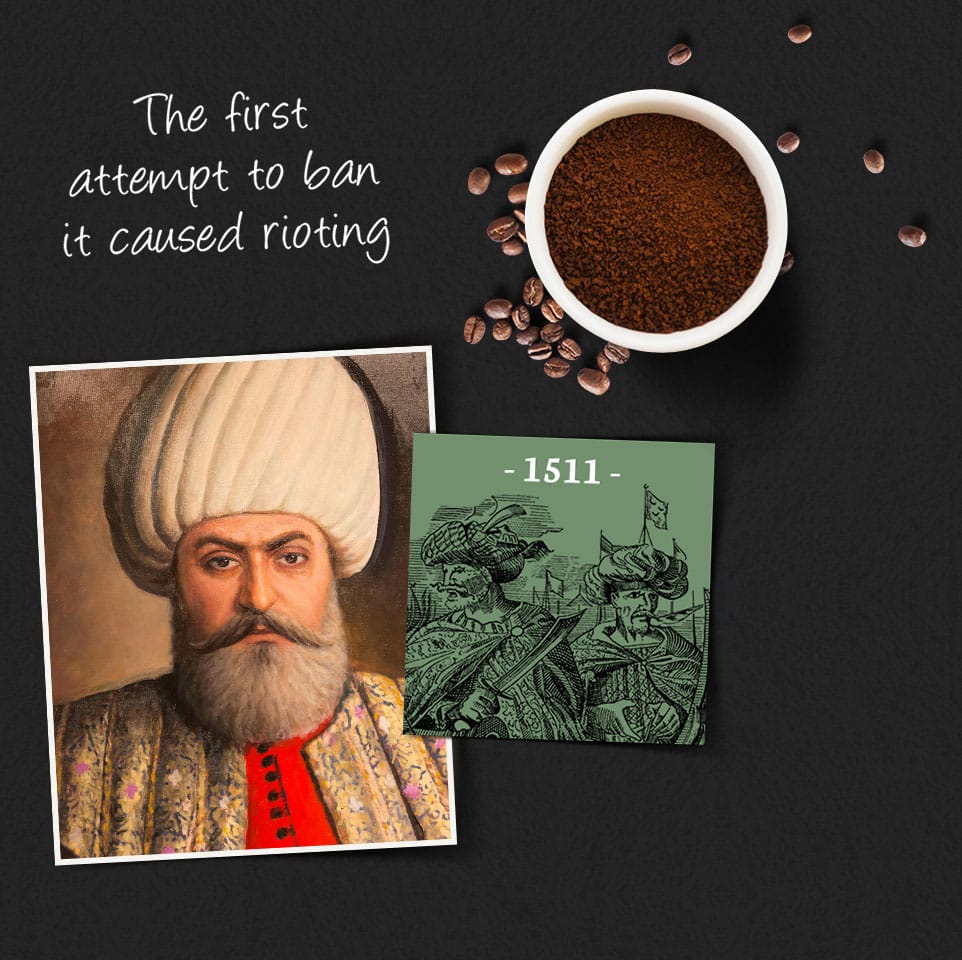 The first
attempt to ban
it caused rioting
- 1511 -